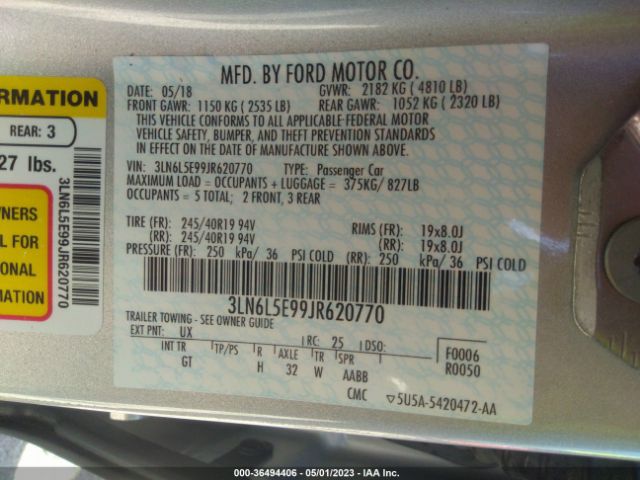 ORMATION
REAR: 3
27 lbs.
WNERS
L FOR
ONAL
RMATION
3LN6L5E99JR620770
MFD. BY FORD MOTOR CO.
DATE: 05/18 GVWR: 2182 KG ( 4810 LB)
FRONT GAWR: 1150 KG ( 2535 LB) REAR GAWR: 1052 KG ( 2320 LB)
THIS VEHICLE CONFORMS TO ALL APPLICABLE FEDERAL MOTOR
VEHICLE SAFETY, BUMPER, AND THEFT PREVENTION STANDARDS
IN EFFECT ON THE DATE OF MANUFACTURE SHOWN ABOVE.
VIN: 3LN6L5E99JR620770 TYPE: Passenger Car
MAXIMUM LOAD = OCCUPANTS + LUGGAGE = 375KG/ 827LB
OCCUPANTS = 5 TOTAL; 2 FRONT, 3 REAR
TIRE (FR): 245/40R19 94V RIMS (FR): 19x8.0J
(RR): 245/40R19 94V (RR): 19x8.0J
PRESSURE (FR): 250 kPa/ 36 PSI COLD (RR): 250 kPa/ 36 PSI COLD
3LN6L5E99JR620770
TRAILER TOWING - SEE OWNER GUIDE
EXT PNT: UX RC: 25 DSO: F0006
INT TR TP/PS R AXLE TR SPR R0050
GT H 32 W AABB
CMC ▽5U5A-5420472-AA
000-36494406 - 05/01/2023 - IAA Inc.